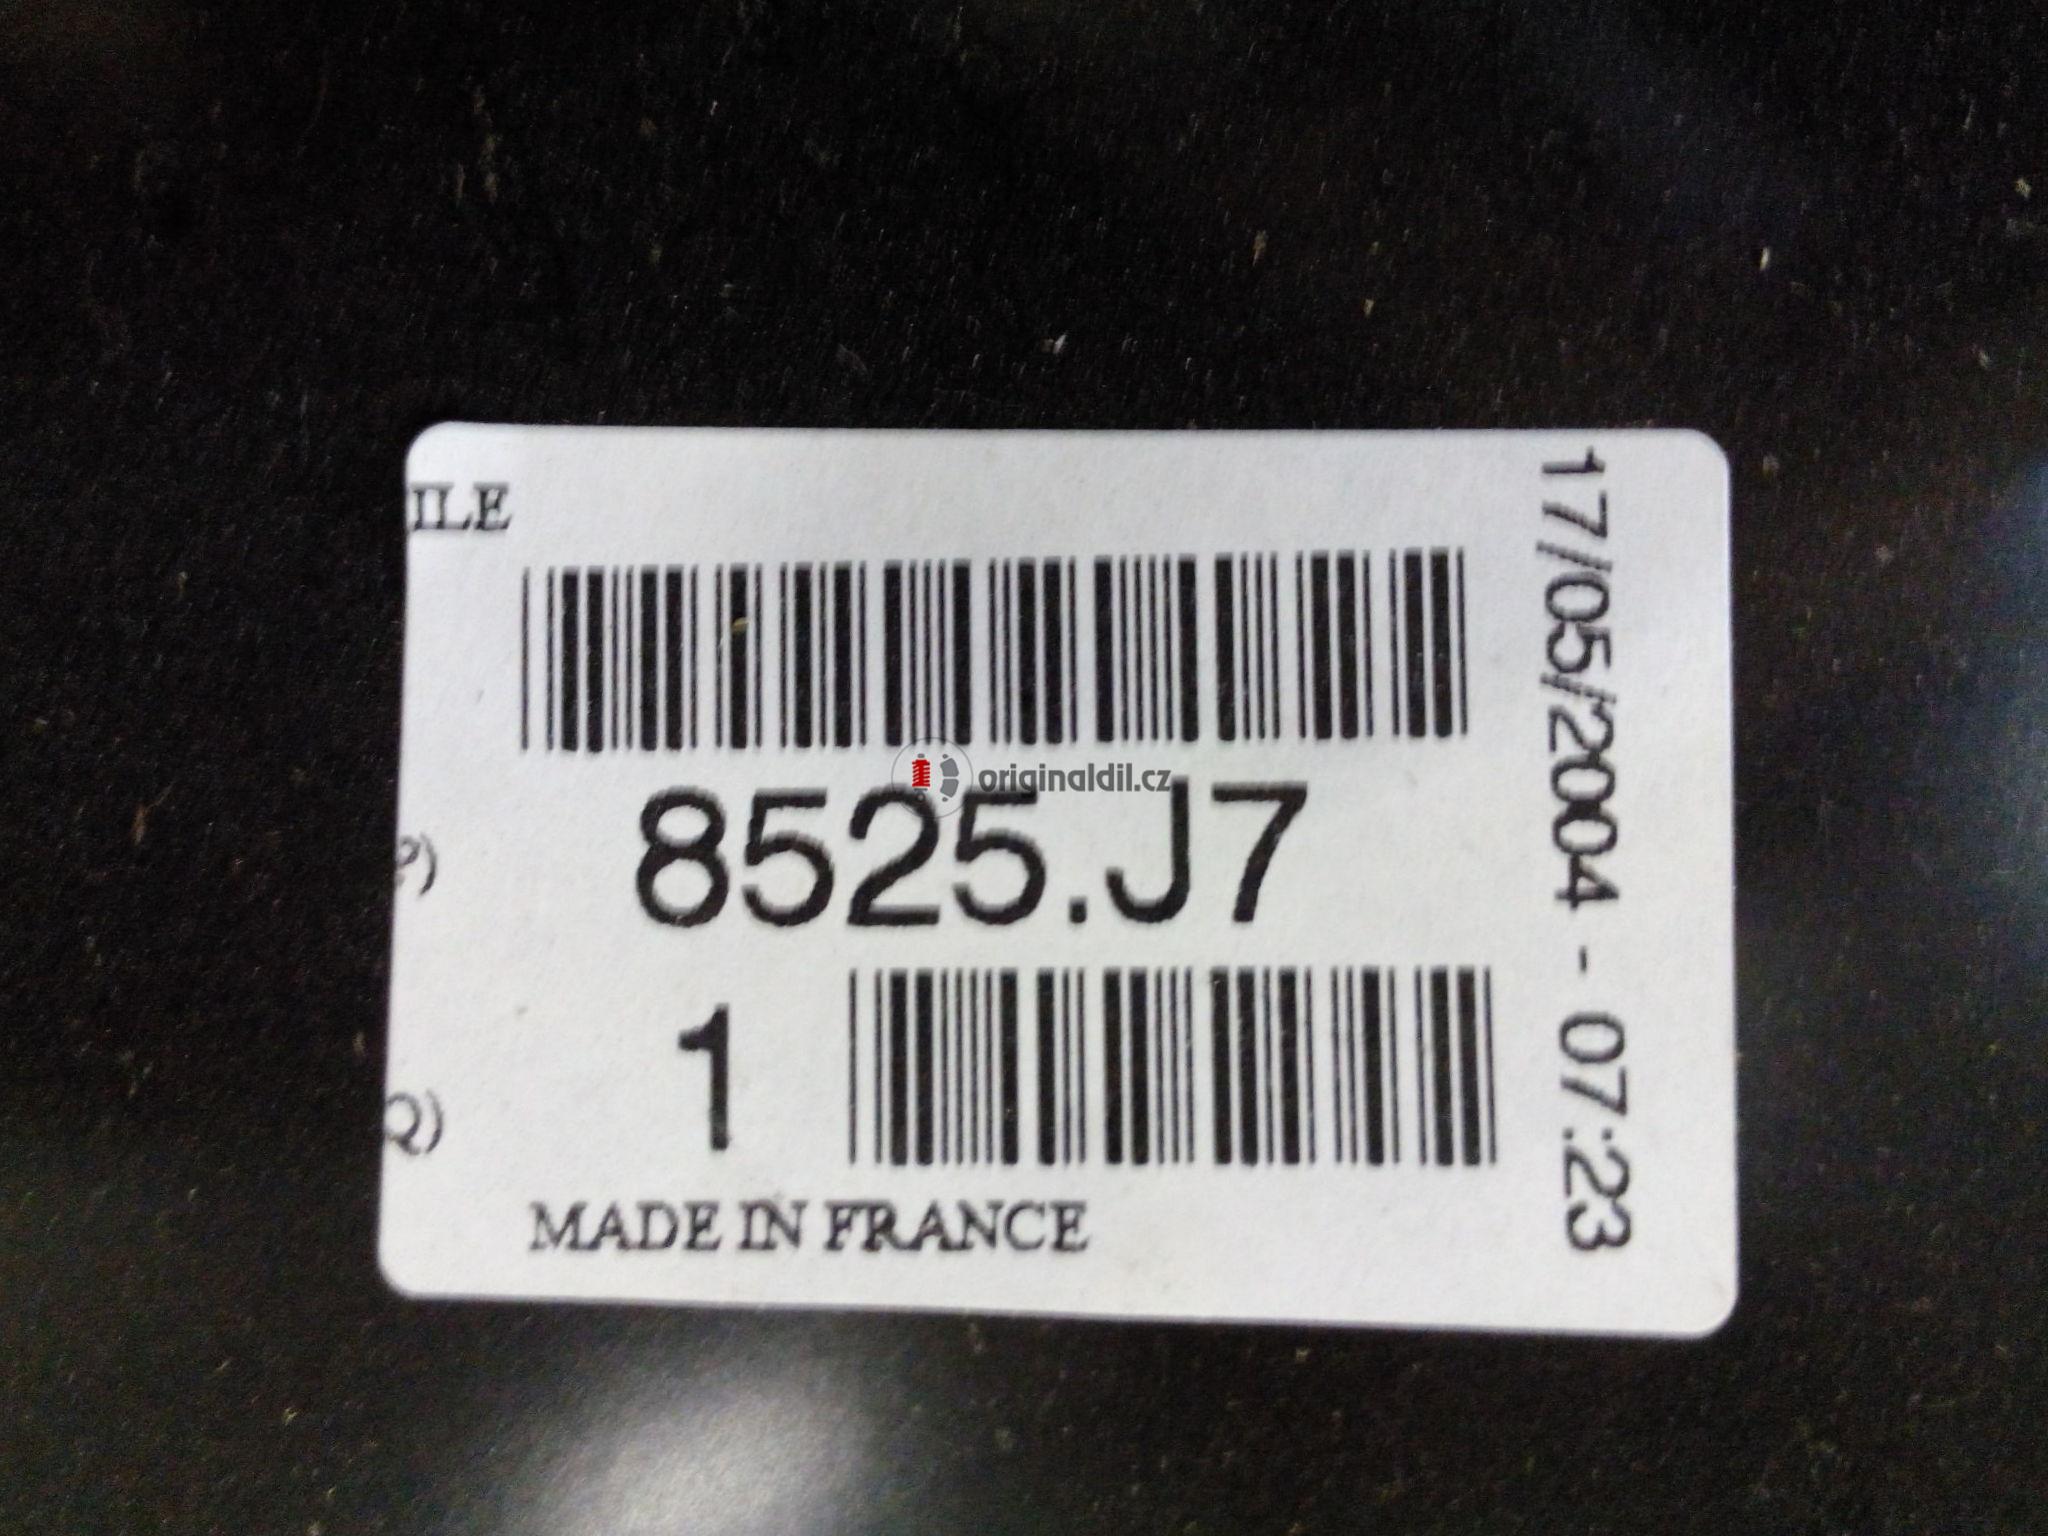 ILE
originaldil.cz
8525.J7
P)
1
Q)
MADE IN FRANCE
17/05/2004 - 07:23